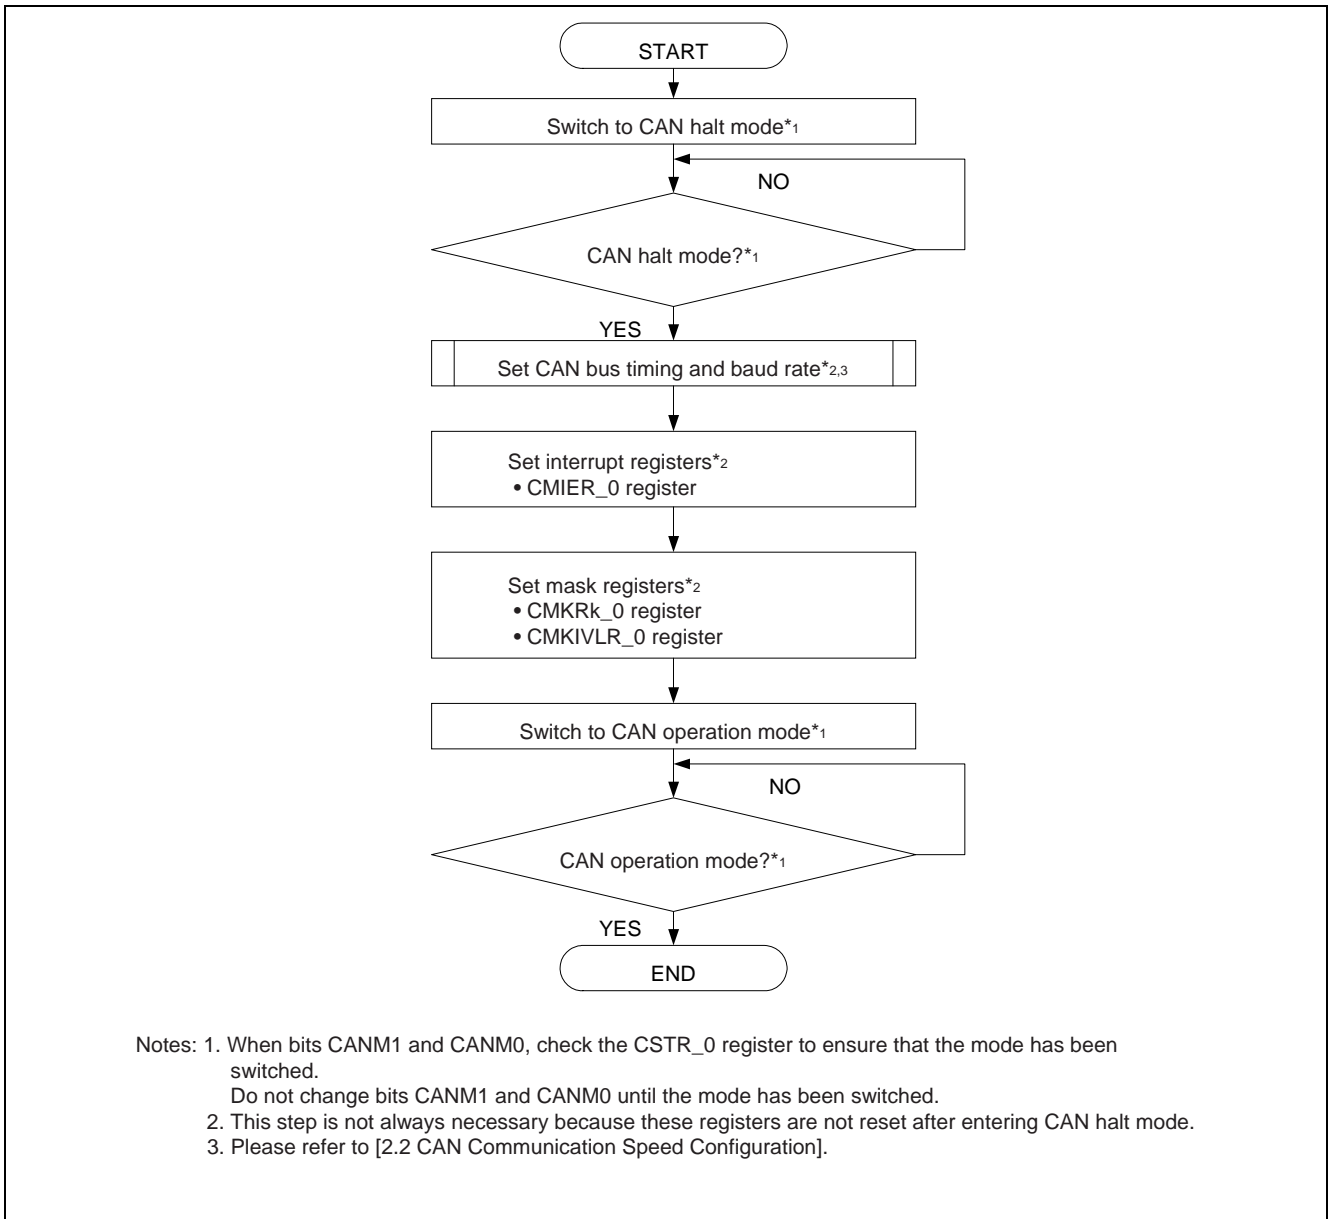 START
Switch to CAN halt mode*1
NO
CAN halt mode?*1
YES
Set CAN bus timing and baud rate*2,3
Set interrupt registers*2
• CMIER_0 register
Set mask registers*2
• CMKRk_0 register
• CMKIVLR_0 register
Switch to CAN operation mode*1
NO
CAN operation mode?*1
YES
END
Notes: 1. When bits CANM1 and CANM0, check the CSTR_0 register to ensure that the mode has been
switched.
Do not change bits CANM1 and CANM0 until the mode has been switched.
2. This step is not always necessary because these registers are not reset after entering CAN halt mode.
3. Please refer to [2.2 CAN Communication Speed Configuration].